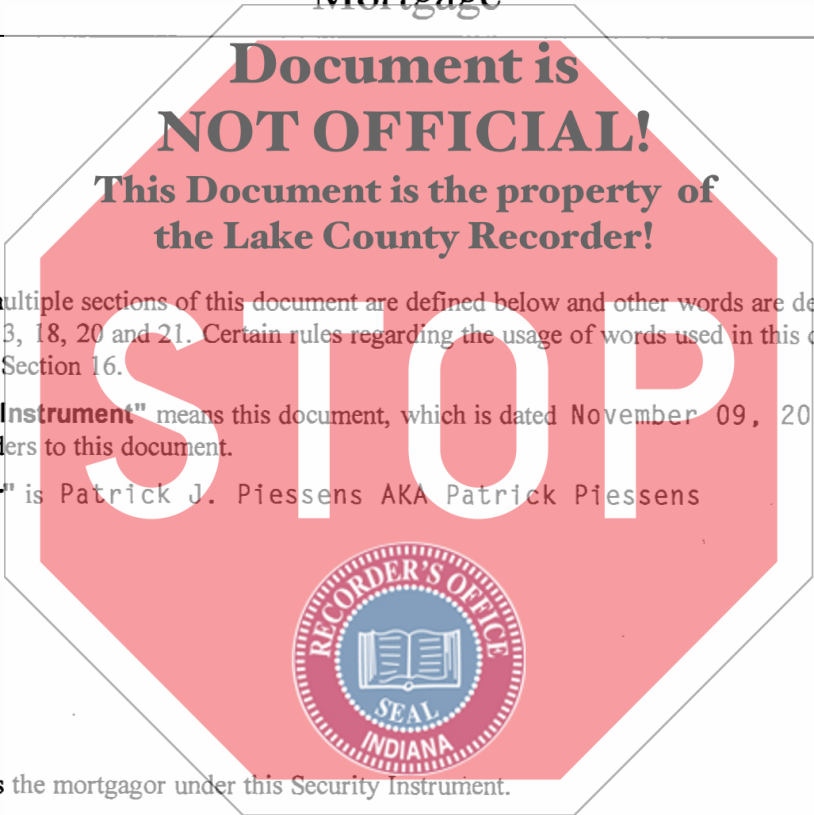 Mortgage
Document is
NOT OFFICIAL!
This Document is the property of
the Lake County Recorder!
ultiple sections of this document are defined below and other words are de
3, 18, 20 and 21. Certain rules regarding the usage of words used in this
Section 16.
Instrument" means this document, which is dated November 09, 20
ders to this document.
" is Patrick J. Piessens AKA Patrick Piessens
STOP
RECORDER'S OFFICE
SEAL
INDIANA
s the mortgagor under this Security Instrument.